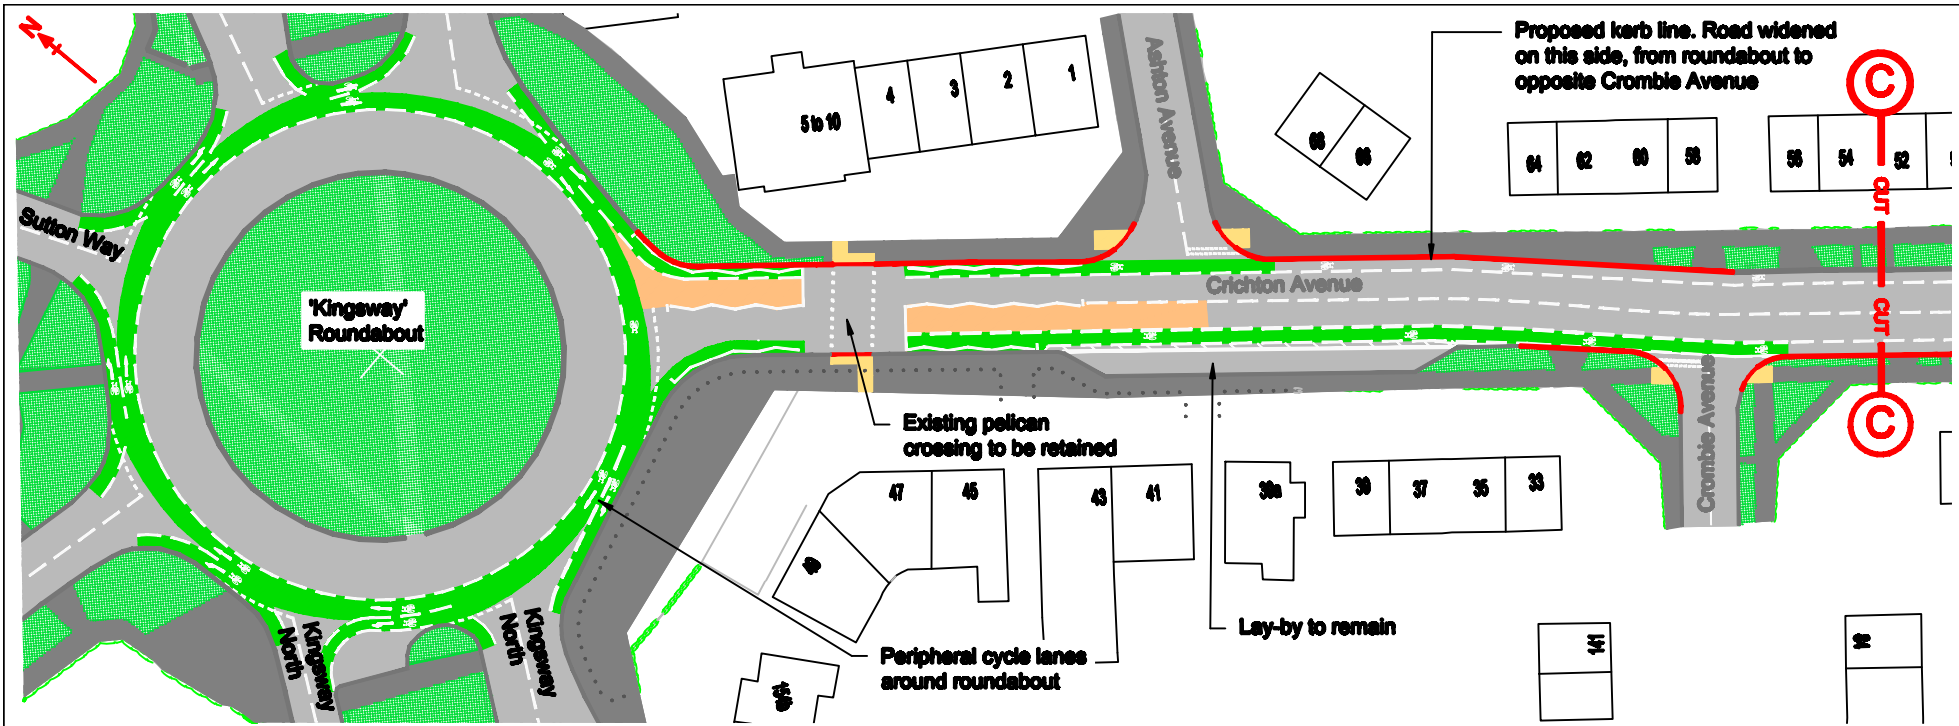 N
Proposed kerb line. Road widened
on this side, from roundabout to
opposite Crombie Avenue
C
Ashton Avenue
5 to 10
4
3
2
1
68
66
64
62
60
58
56
54
52
CUT
Sutton Way
'Kingsway'
Roundabout
Crichton Avenue
CUT
Existing pelican
crossing to be retained
Crombie Avenue
C
47
45
43
41
39a
39
37
35
33
49
Lay-by to remain
Peripheral cycle lanes
around roundabout
Kingsway
North
Kingsway
North
141